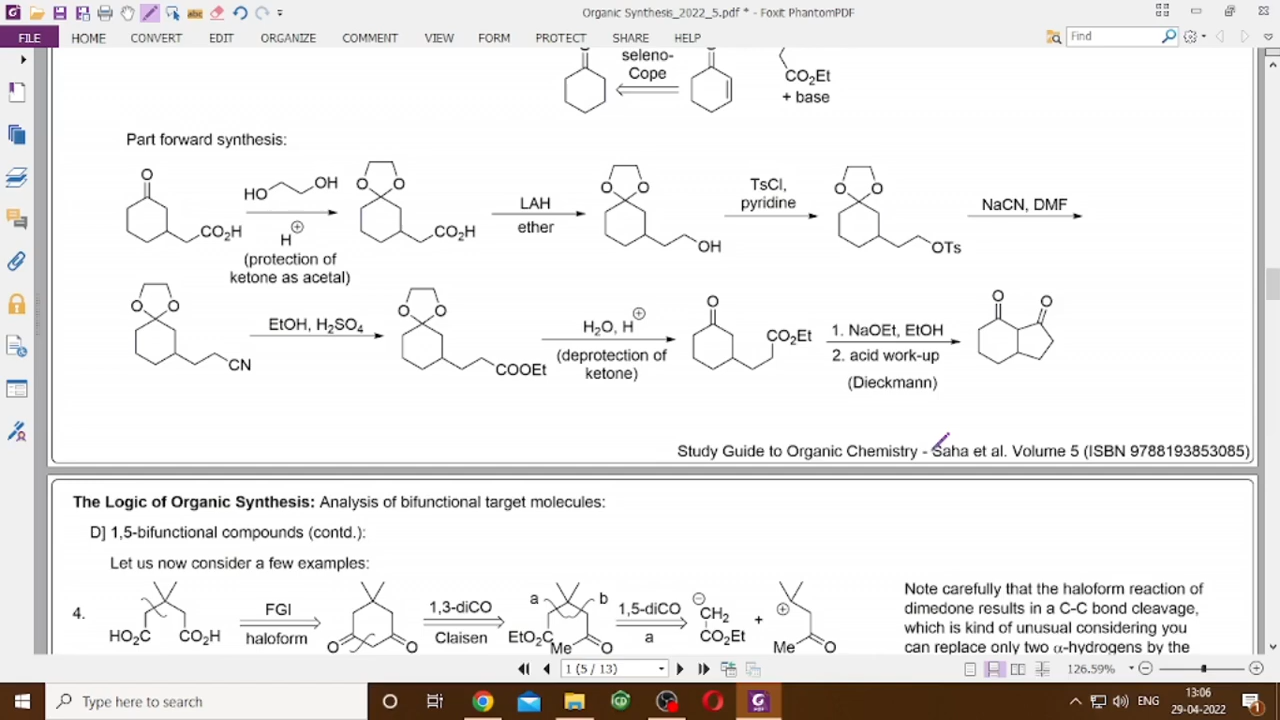 Organic Synthesis_2022_5.pdf * - Foxit PhantomPDF
FILE HOME CONVERT EDIT ORGANIZE COMMENT VIEW FORM PROTECT SHARE HELP Find
seleno-
Cope
CO2Et
+ base
Part forward synthesis:
O HO OH H⊕ CO2H
(protection of
ketone as acetal)
O O CO2H
LAH
ether
O O OH
TsCl,
pyridine
O O OTs
NaCN, DMF
O O CN
EtOH, H2SO4
O O COOEt
H2O, H⊕
(deprotection of
ketone)
O CO2Et
1. NaOEt, EtOH
2. acid work-up
(Dieckmann)
O O
Study Guide to Organic Chemistry - Saha et al. Volume 5 (ISBN 9788193853085)
The Logic of Organic Synthesis: Analysis of bifunctional target molecules:
D] 1,5-bifunctional compounds (contd.):
Let us now consider a few examples:
4.
HO2C CO2H
FGI
haloform
O O
1,3-diCO
Claisen
a b
EtO2C Me O
1,5-diCO
a
⊖
CH2
CO2Et
+
⊕
Me O
Note carefully that the haloform reaction of
dimedone results in a C-C bond cleavage,
which is kind of unusual considering you
can replace only two α-hydrogens by the
1 (5 / 13) 126.59%
Type here to search
ENG
13:06
29-04-2022
1